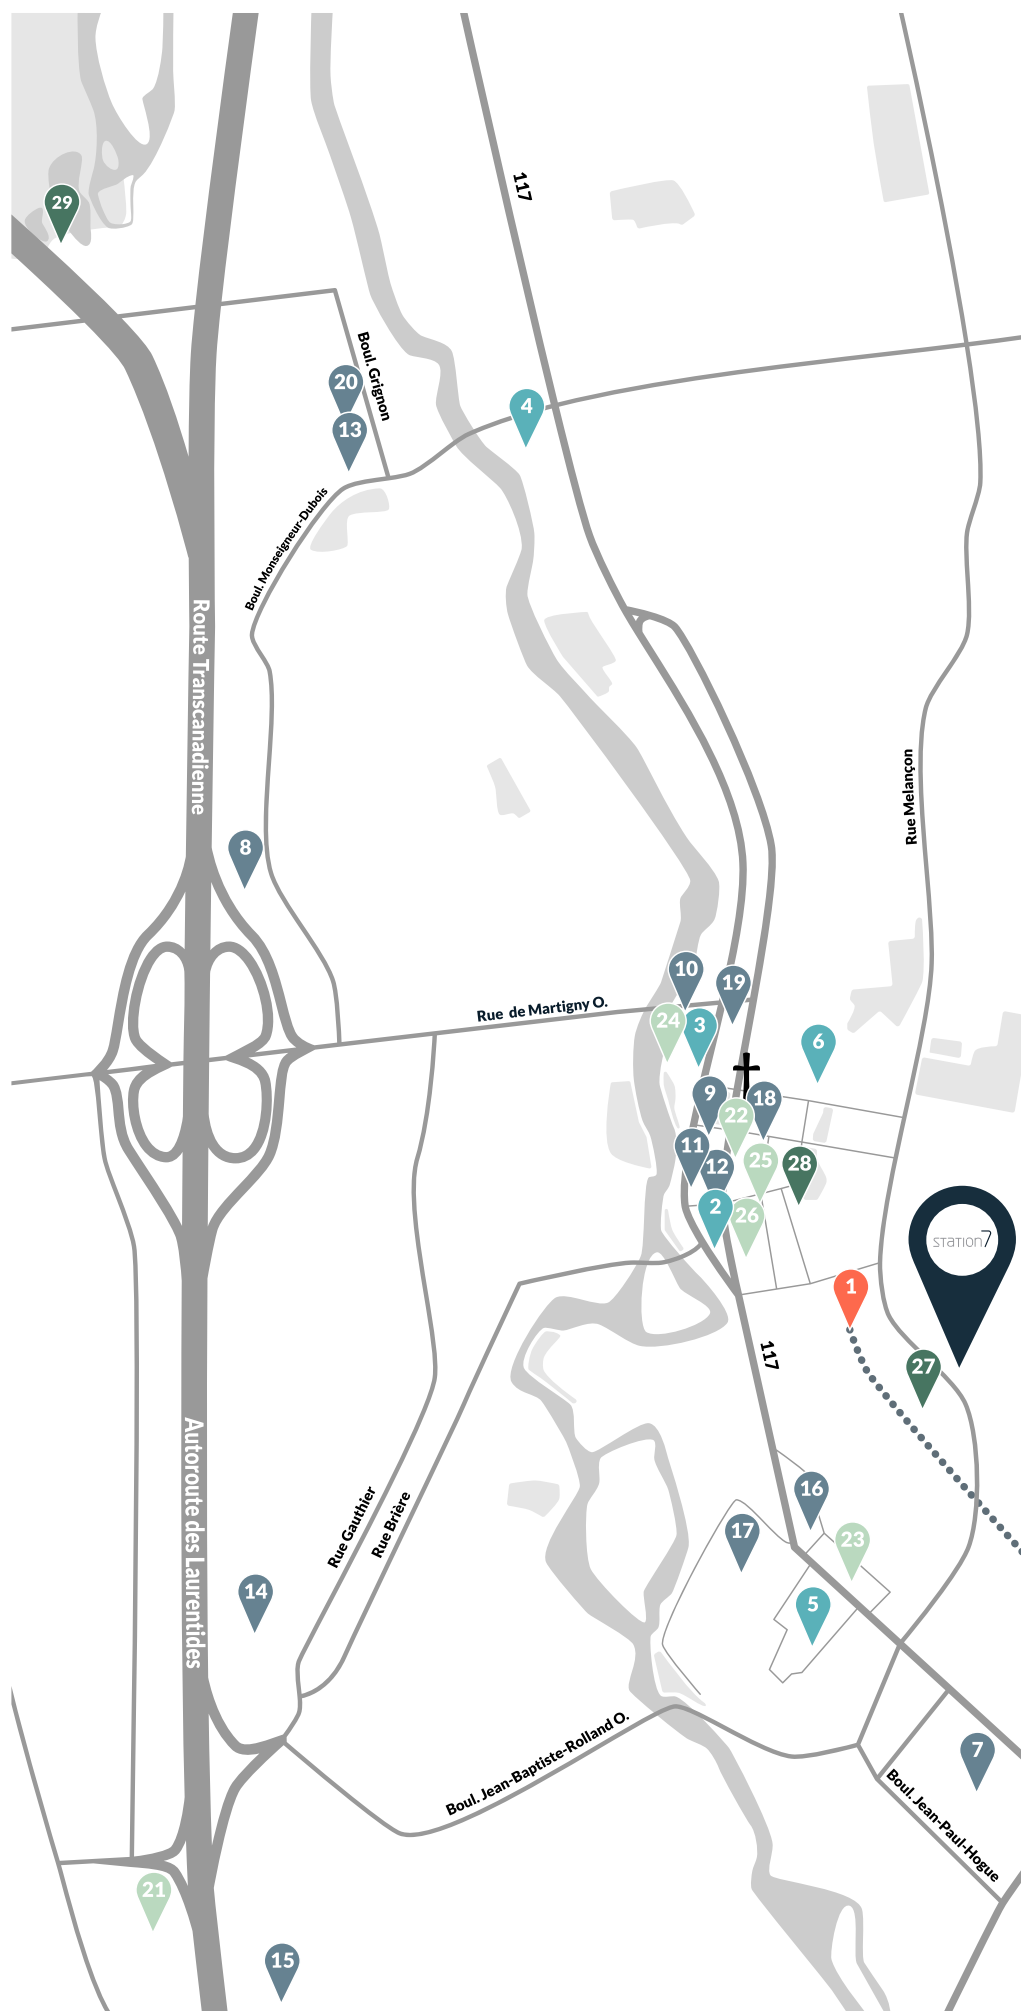 117
29
Boul. Grignon
20
4
13
Boul. Monseigneur-Dubois
Route Transcanadienne
Rue Melançon
8
10
19
Rue de Martigny O.
24
3
6
9
18
22
11
12
25
28
2
26
STATION7
1
117
27
Autoroute des Laurentides
Rue Gauthier
Rue Brière
16
17
23
14
5
Boul. Jean-Baptiste-Rolland O.
7
Boul. Jean-Paul-Hogue
21
15